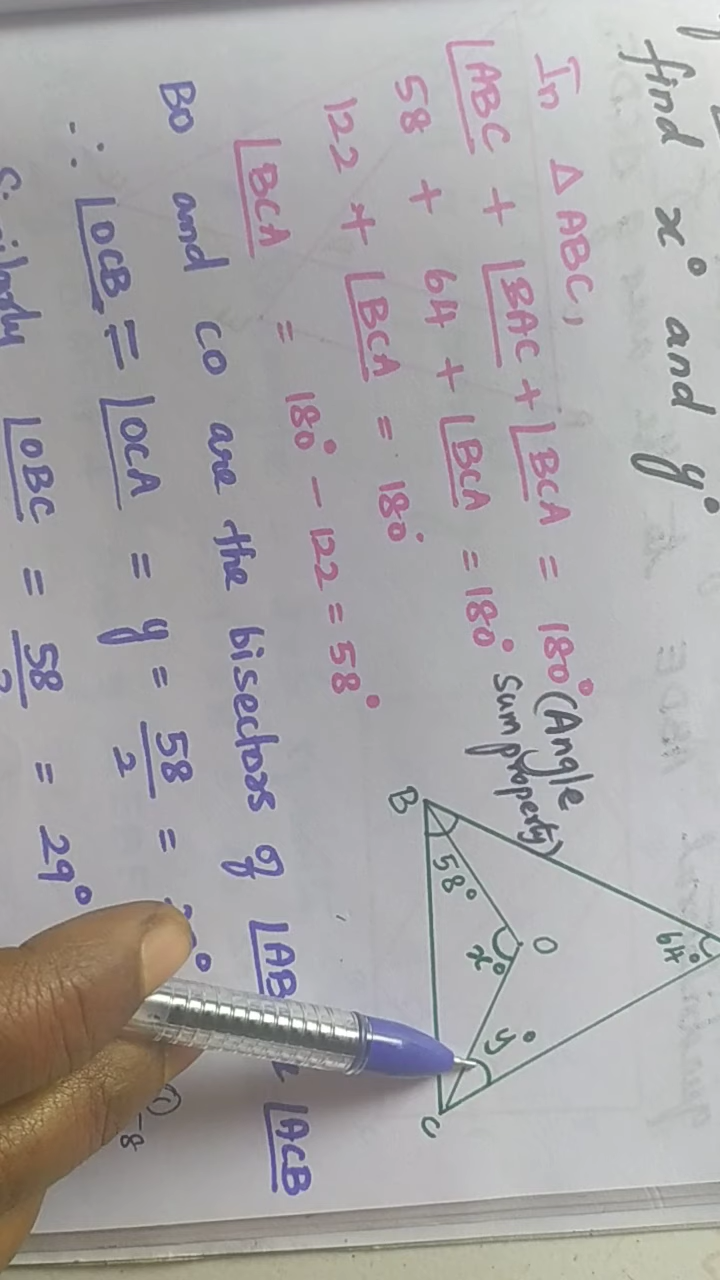 find x° and y°
In △ABC,
∠ABC + ∠BAC + ∠BCA = 180° (Angle sum property)
58 + 64 + ∠BCA = 180°
122 + ∠BCA = 180°
∠BCA = 180° - 122 = 58°
BO and CO are the bisectors of ∠AB ∠ACB
∴ ∠OCB = ∠OCA = y = 58/2 =
∠OBC = 58/2 = 29°
B
58°
O
x°
64°
y°
C